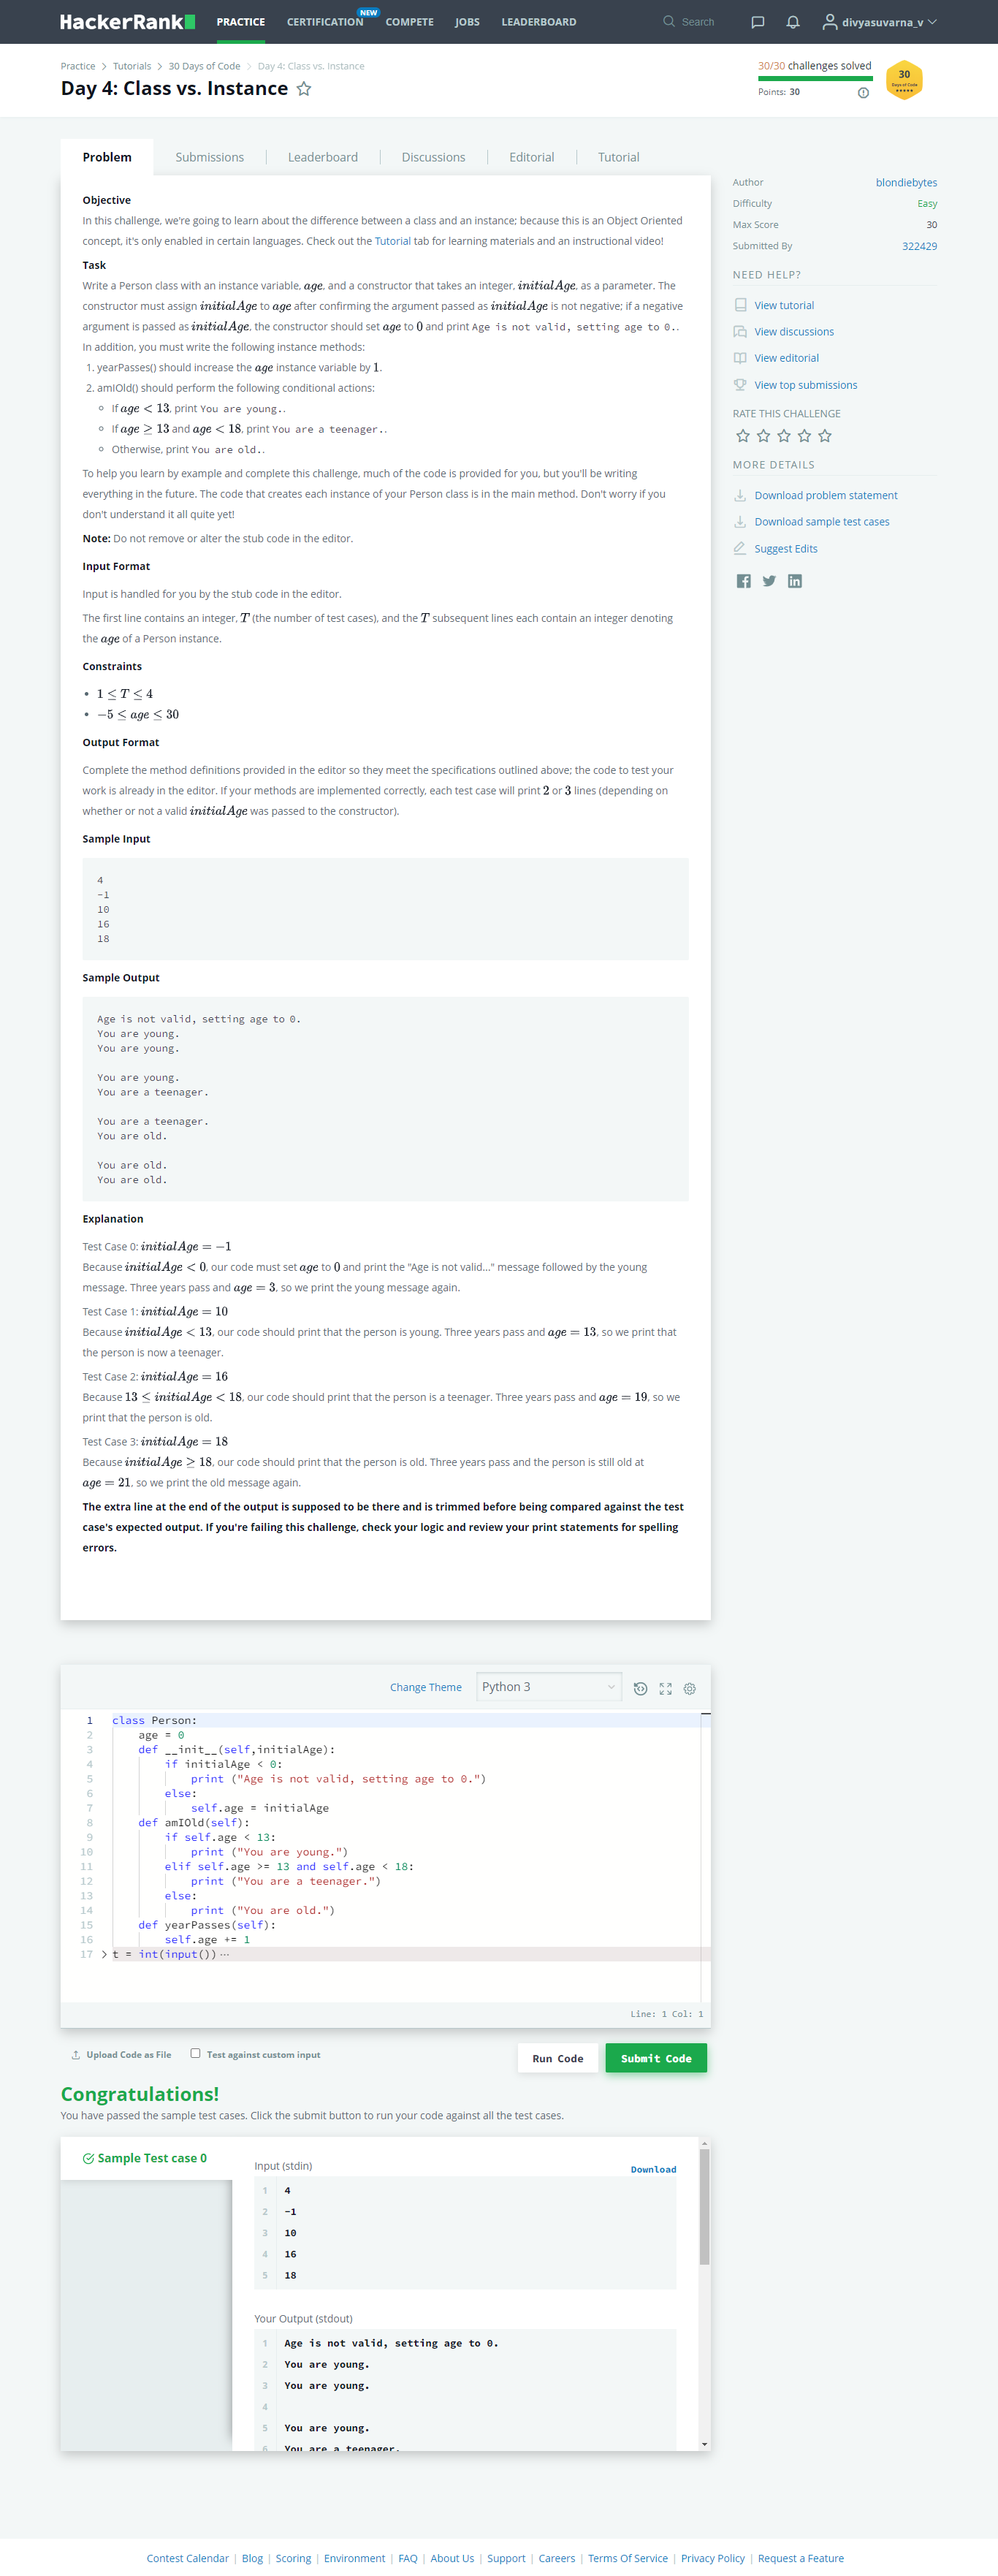 HackerRank
PRACTICE
CERTIFICATION
NEW
COMPETE
JOBS
LEADERBOARD
Search
divyasuvarna_v
Practice > Tutorials > 30 Days of Code > Day 4: Class vs. Instance
Day 4: Class vs. Instance
30/30 challenges solved
Points: 30
30
Days of Code
Problem
Submissions
Leaderboard
Discussions
Editorial
Tutorial
Objective
In this challenge, we're going to learn about the difference between a class and an instance; because this is an Object Oriented
concept, it's only enabled in certain languages. Check out the Tutorial tab for learning materials and an instructional video!
Task
Write a Person class with an instance variable, age, and a constructor that takes an integer, initialAge, as a parameter. The
constructor must assign initialAge to age after confirming the argument passed as initialAge is not negative; if a negative
argument is passed as initialAge, the constructor should set age to 0 and print Age is not valid, setting age to 0..
In addition, you must write the following instance methods:
1. yearPasses() should increase the age instance variable by 1.
2. amIOld() should perform the following conditional actions:
If age < 13, print You are young..
If age ≥ 13 and age < 18, print You are a teenager..
Otherwise, print You are old..
To help you learn by example and complete this challenge, much of the code is provided for you, but you'll be writing
everything in the future. The code that creates each instance of your Person class is in the main method. Don't worry if you
don't understand it all quite yet!
Note: Do not remove or alter the stub code in the editor.
Input Format
Input is handled for you by the stub code in the editor.
The first line contains an integer, T (the number of test cases), and the T subsequent lines each contain an integer denoting
the age of a Person instance.
Constraints
• 1 ≤ T ≤ 4
• −5 ≤ age ≤ 30
Output Format
Complete the method definitions provided in the editor so they meet the specifications outlined above; the code to test your
work is already in the editor. If your methods are implemented correctly, each test case will print 2 or 3 lines (depending on
whether or not a valid initialAge was passed to the constructor).
Sample Input
4
-1
10
16
18
Sample Output
Age is not valid, setting age to 0.
You are young.
You are young.
You are young.
You are a teenager.
You are a teenager.
You are old.
You are old.
You are old.
Explanation
Test Case 0: initialAge = −1
Because initialAge < 0, our code must set age to 0 and print the "Age is not valid..." message followed by the young
message. Three years pass and age = 3, so we print the young message again.
Test Case 1: initialAge = 10
Because initialAge < 13, our code should print that the person is young. Three years pass and age = 13, so we print that
the person is now a teenager.
Test Case 2: initialAge = 16
Because 13 ≤ initialAge < 18, our code should print that the person is a teenager. Three years pass and age = 19, so we
print that the person is old.
Test Case 3: initialAge = 18
Because initialAge ≥ 18, our code should print that the person is old. Three years pass and the person is still old at
age = 21, so we print the old message again.
The extra line at the end of the output is supposed to be there and is trimmed before being compared against the test
case's expected output. If you're failing this challenge, check your logic and review your print statements for spelling
errors.
Author blondiebytes
Difficulty Easy
Max Score 30
Submitted By 322429
NEED HELP?
View tutorial
View discussions
View editorial
View top submissions
RATE THIS CHALLENGE
MORE DETAILS
Download problem statement
Download sample test cases
Suggest Edits
Change Theme
Python 3
1 class Person:
2 age = 0
3 def __init__(self,initialAge):
4 if initialAge < 0:
5 print ("Age is not valid, setting age to 0.")
6 else:
7 self.age = initialAge
8 def amIOld(self):
9 if self.age < 13:
10 print ("You are young.")
11 elif self.age >= 13 and self.age < 18:
12 print ("You are a teenager.")
13 else:
14 print ("You are old.")
15 def yearPasses(self):
16 self.age += 1
17 > t = int(input()) ⋯
Line: 1 Col: 1
Upload Code as File
Test against custom input
Run Code
Submit Code
Congratulations!
You have passed the sample test cases. Click the submit button to run your code against all the test cases.
Sample Test case 0
Input (stdin)
Download
1 4
2 -1
3 10
4 16
5 18
Your Output (stdout)
1 Age is not valid, setting age to 0.
2 You are young.
3 You are young.
4
5 You are young.
6 You are a teenager.
Contest Calendar | Blog | Scoring | Environment | FAQ | About Us | Support | Careers | Terms Of Service | Privacy Policy | Request a Feature